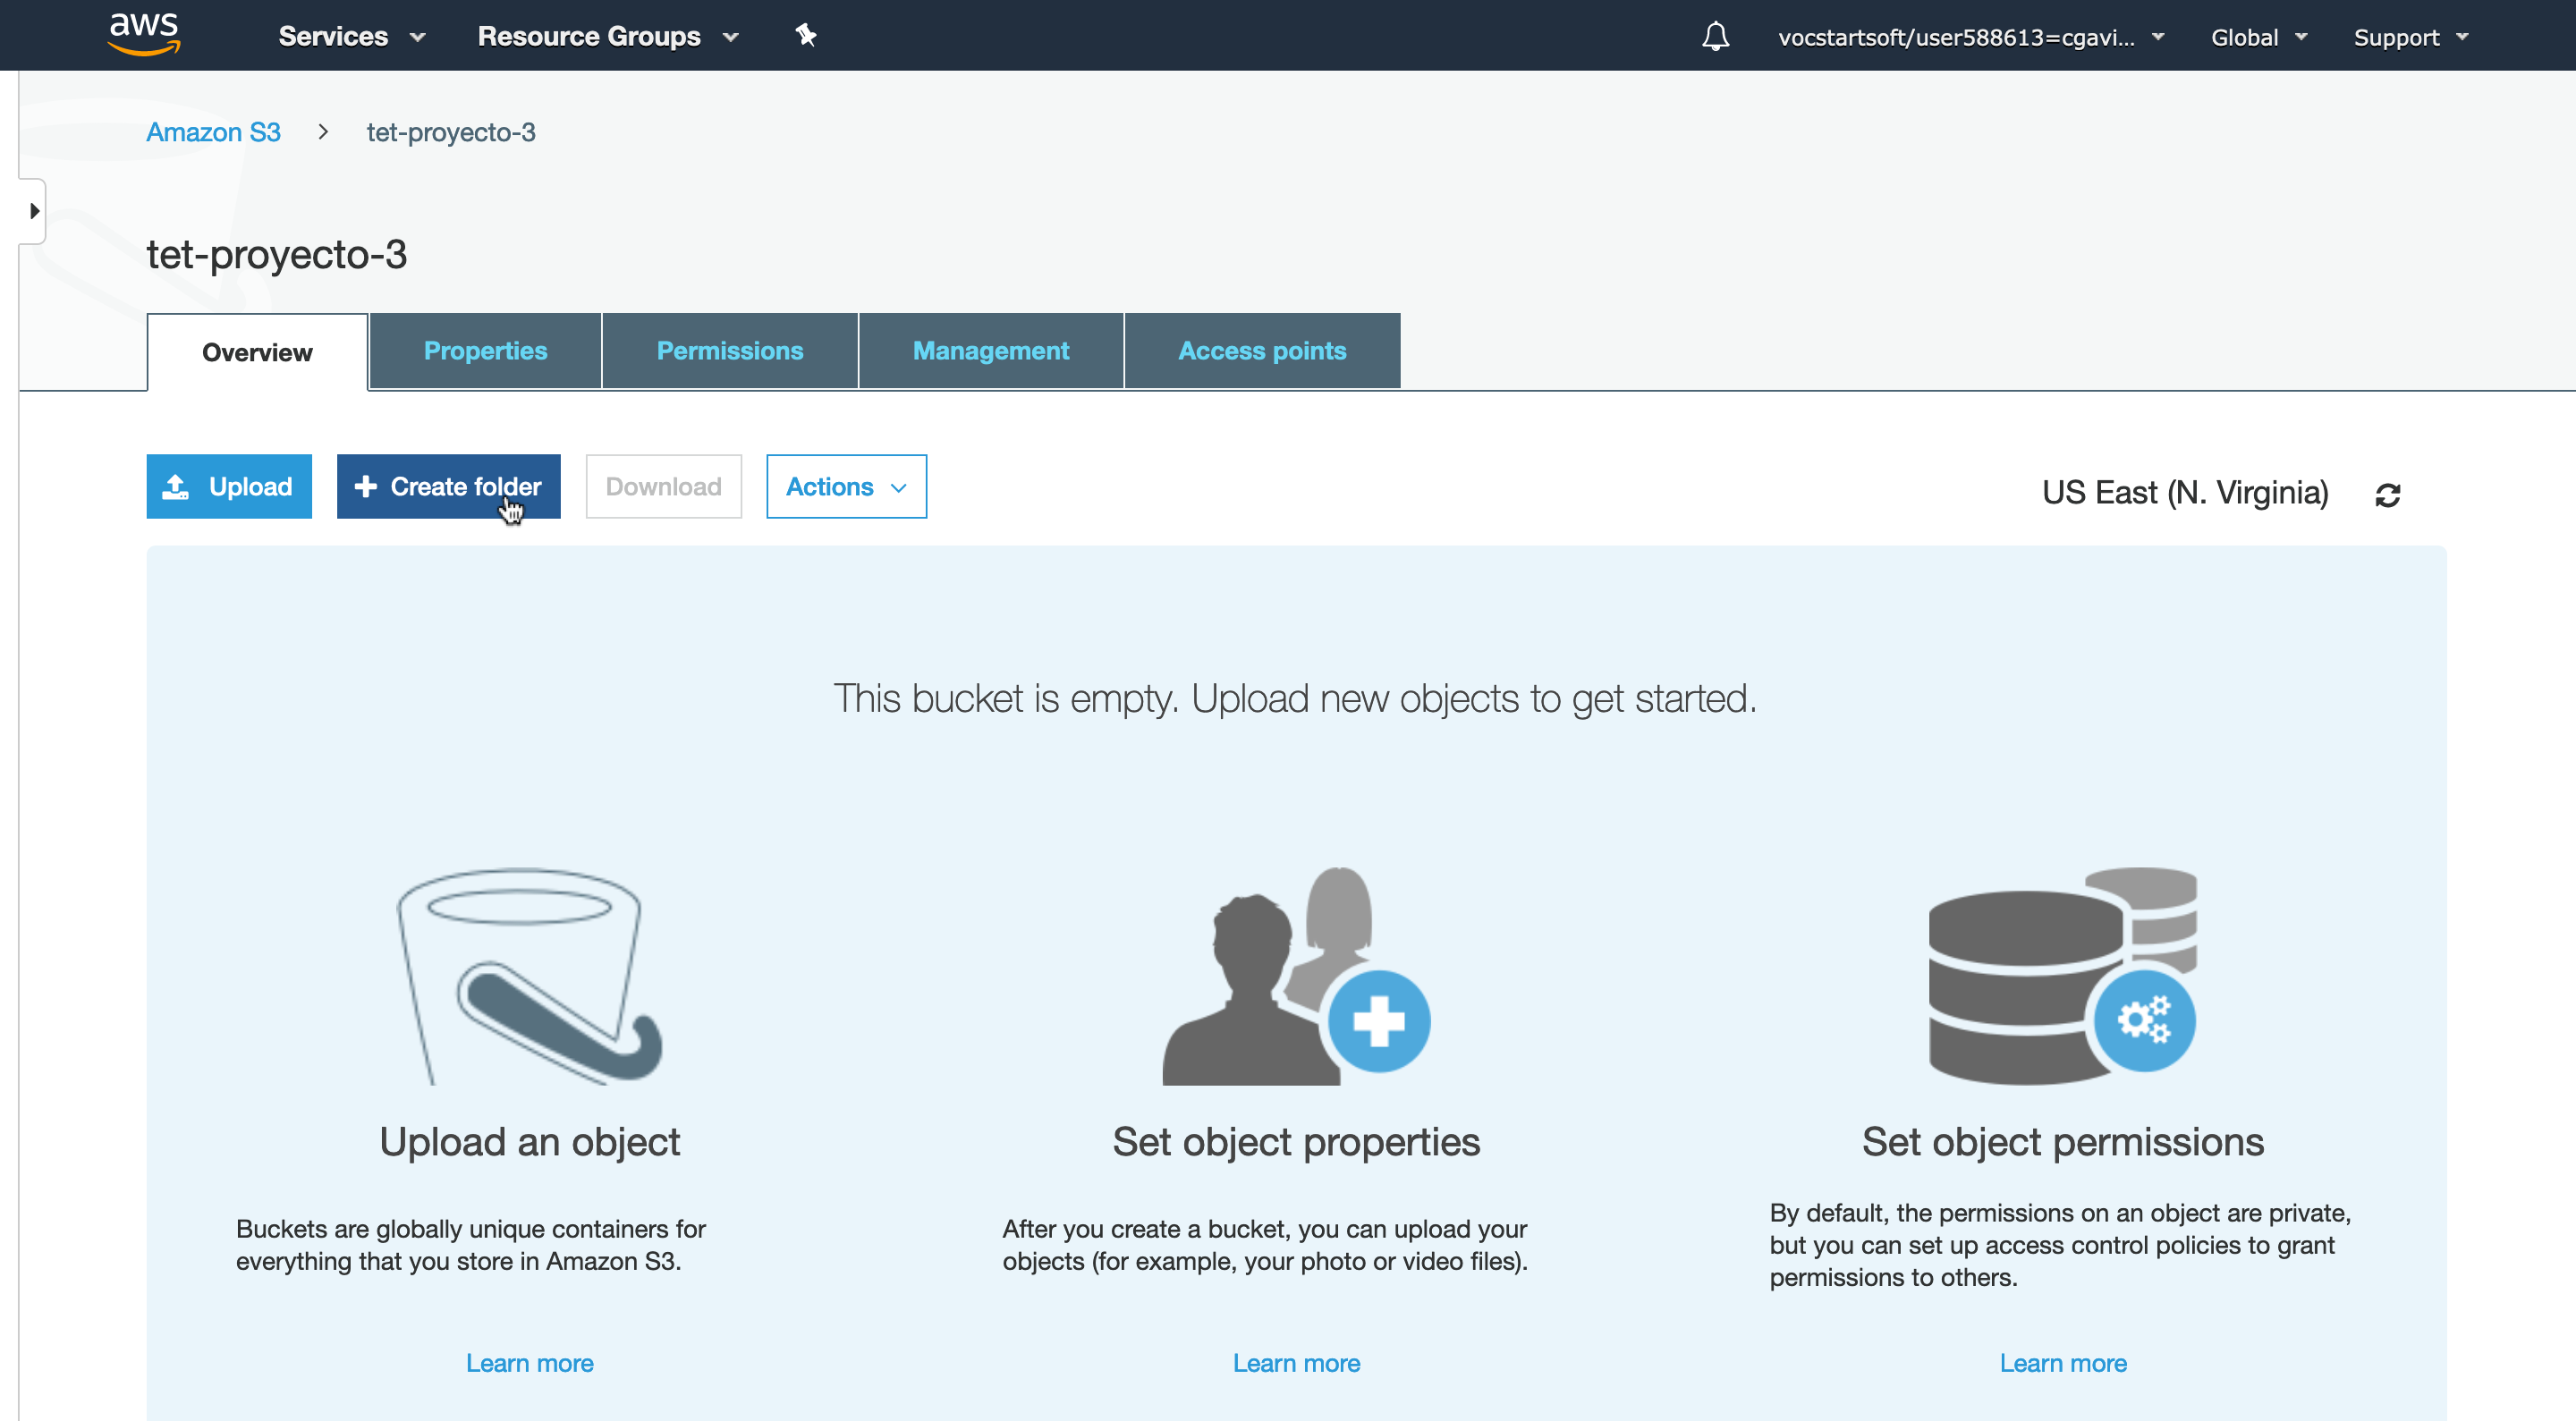 aws Services Resource Groups vocstartsoft/user588613=cgavi... Global Support
Amazon S3 > tet-proyecto-3
tet-proyecto-3
Overview Properties Permissions Management Access points
Upload Create folder Download Actions US East (N. Virginia)
This bucket is empty. Upload new objects to get started.
Upload an object
Buckets are globally unique containers for
everything that you store in Amazon S3.
Learn more
Set object properties
After you create a bucket, you can upload your
objects (for example, your photo or video files).
Learn more
Set object permissions
By default, the permissions on an object are private,
but you can set up access control policies to grant
permissions to others.
Learn more